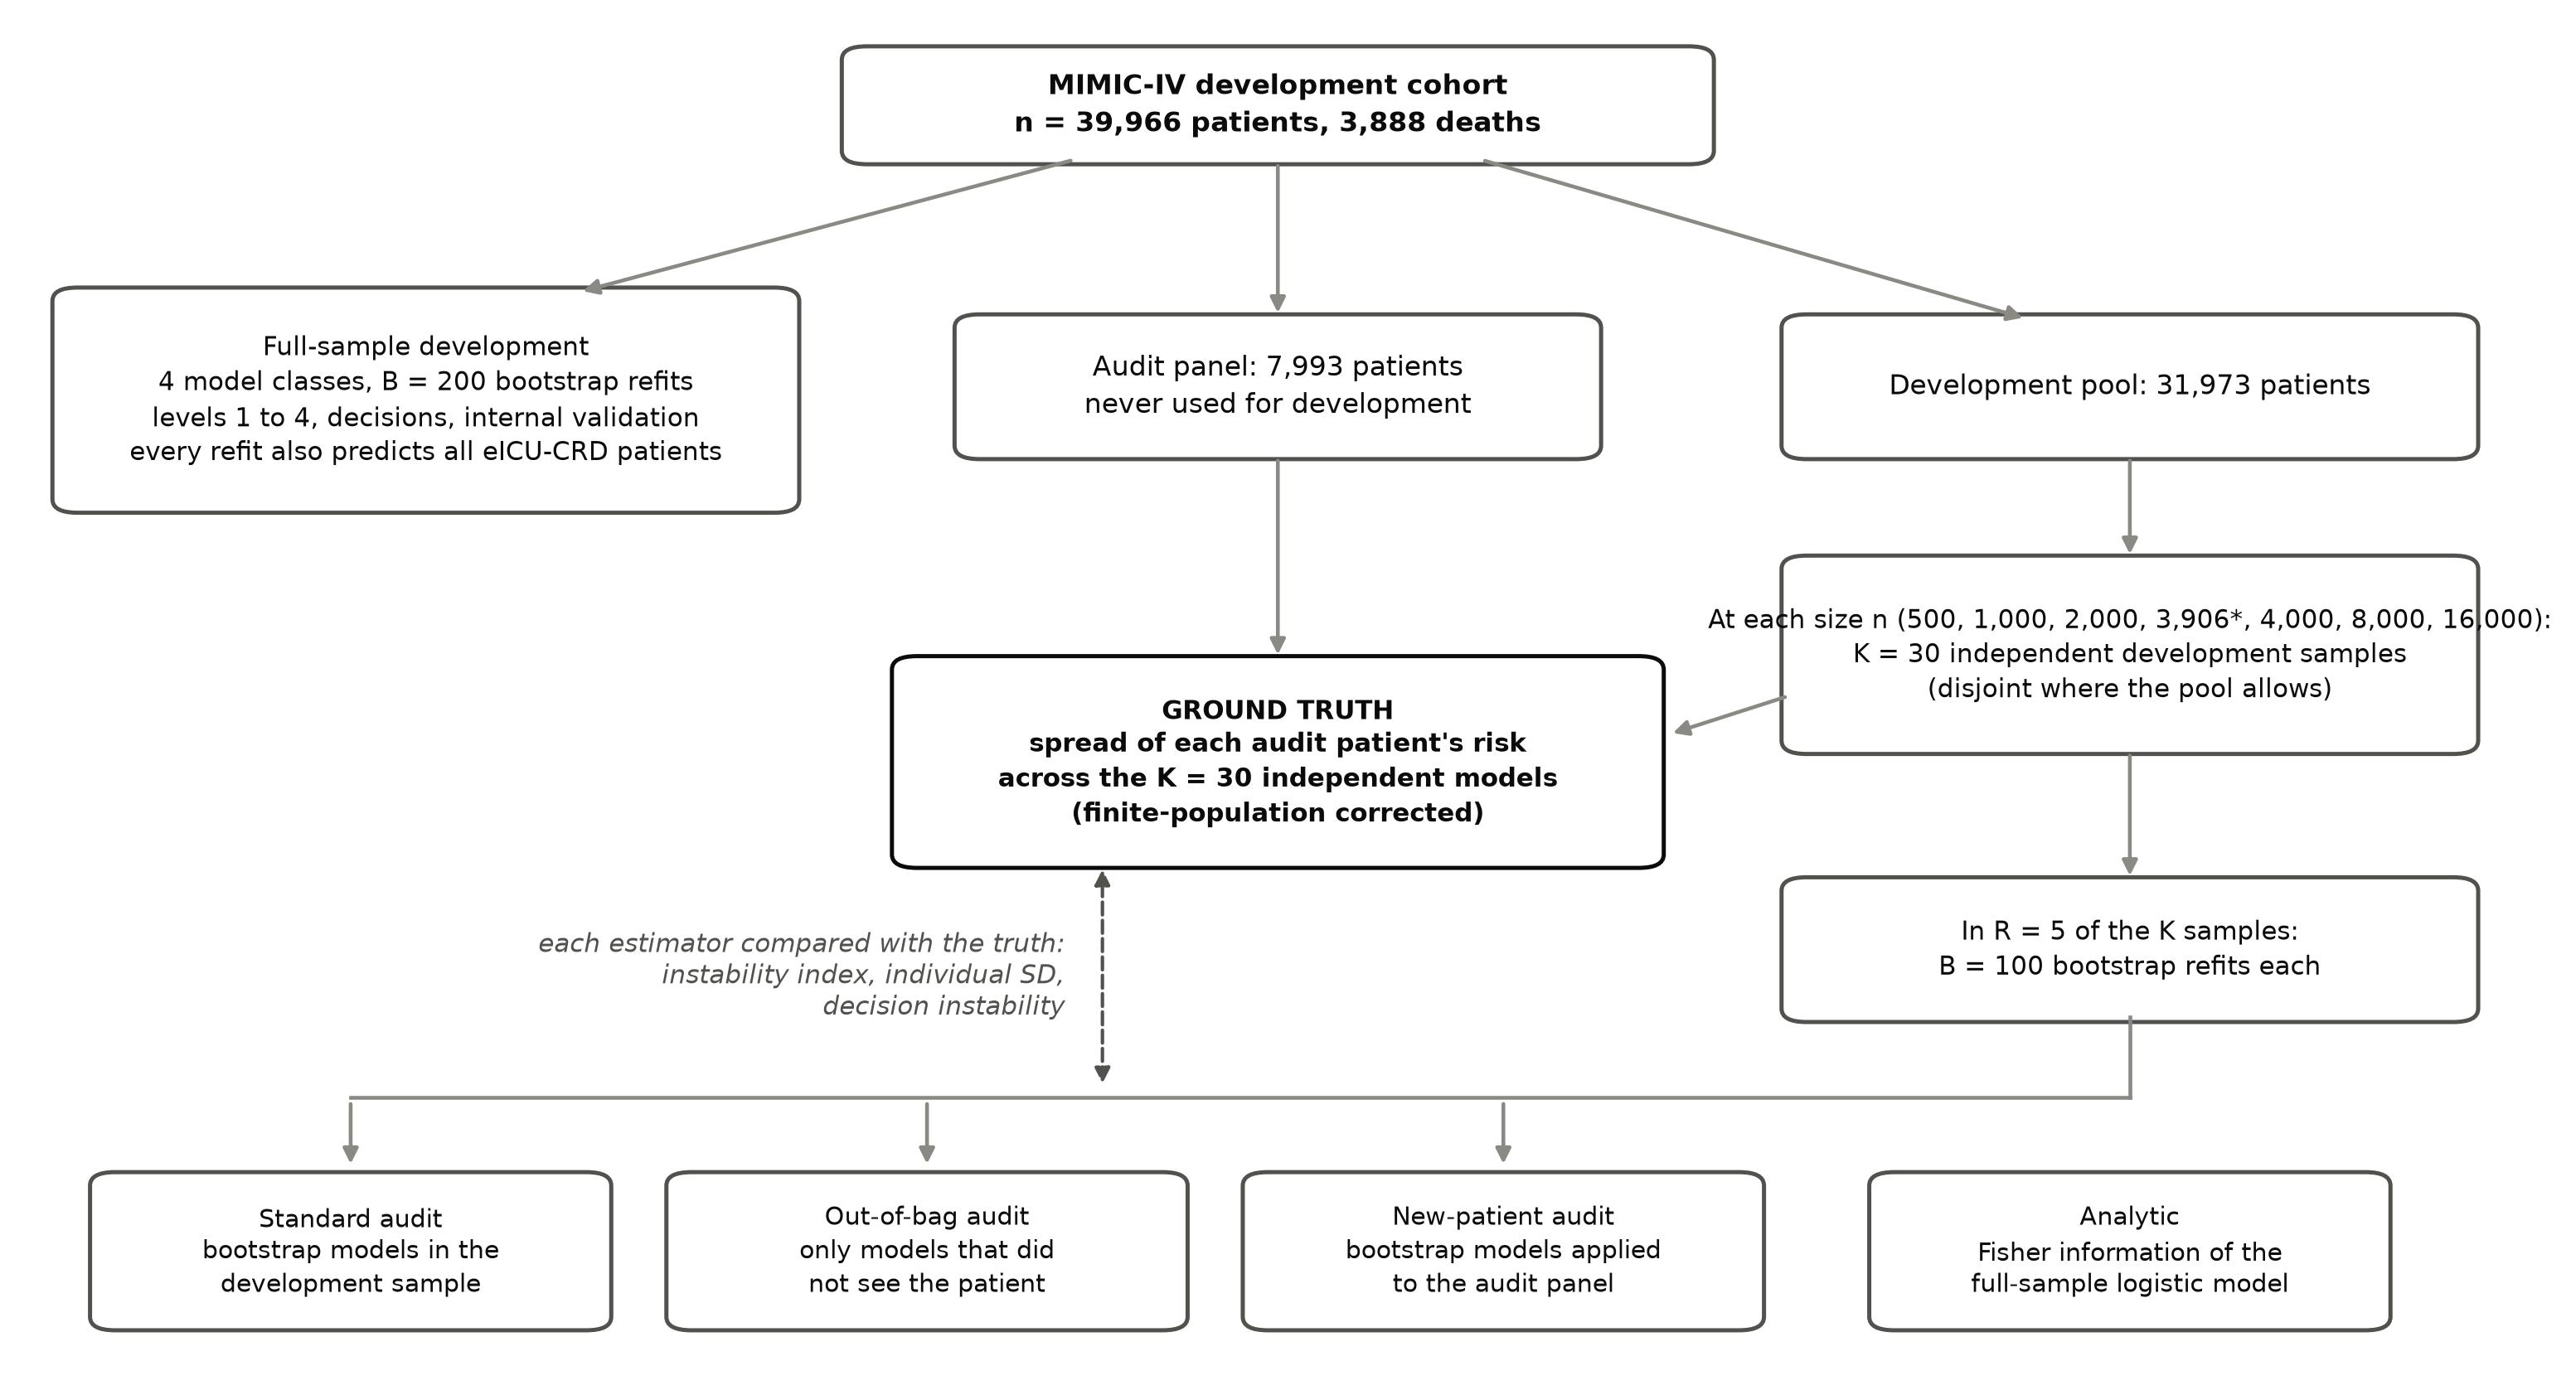 MIMIC-IV development cohort
n = 39,966 patients, 3,888 deaths
Full-sample development
4 model classes, B = 200 bootstrap refits
levels 1 to 4, decisions, internal validation
every refit also predicts all eICU-CRD patients
Audit panel: 7,993 patients
never used for development
Development pool: 31,973 patients
At each size n (500, 1,000, 2,000, 3,906*, 4,000, 8,000, 16,000):
K = 30 independent development samples
(disjoint where the pool allows)
GROUND TRUTH
spread of each audit patient's risk
across the K = 30 independent models
(finite-population corrected)
each estimator compared with the truth:
instability index, individual SD,
decision instability
In R = 5 of the K samples:
B = 100 bootstrap refits each
Standard audit
bootstrap models in the
development sample
Out-of-bag audit
only models that did
not see the patient
New-patient audit
bootstrap models applied
to the audit panel
Analytic
Fisher information of the
full-sample logistic model